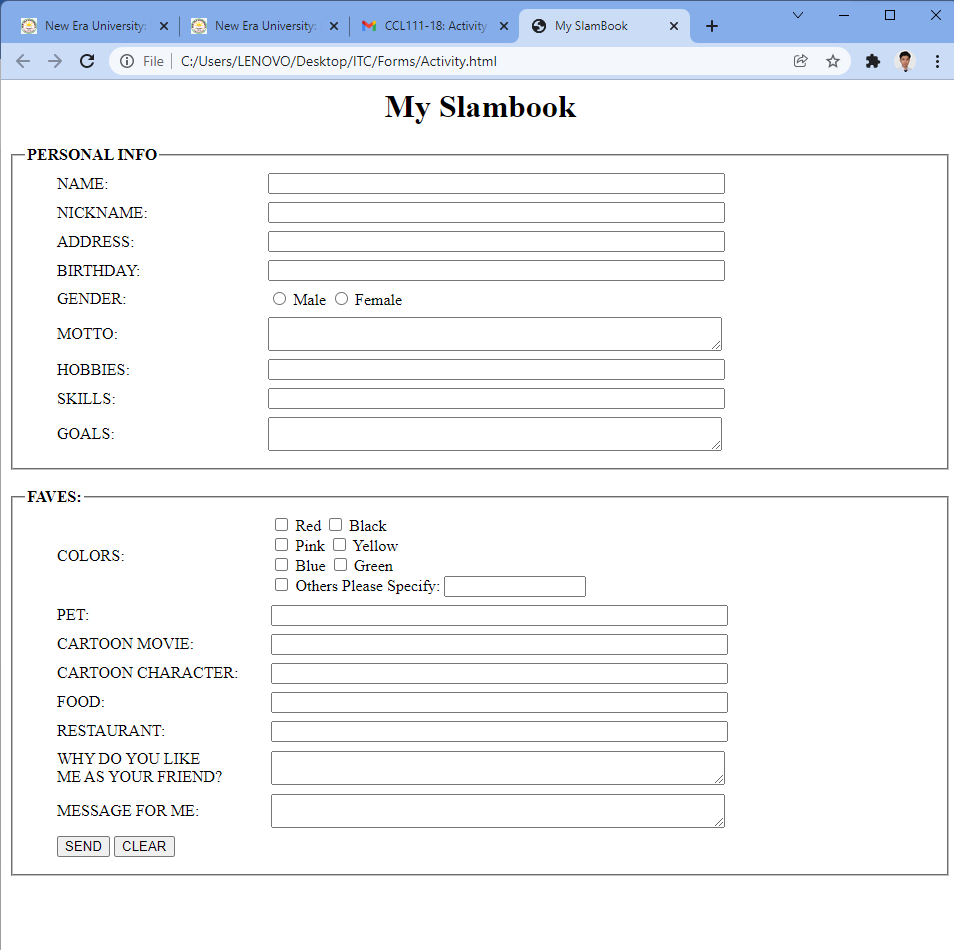 New Era University: New Era University: CCL111-18: Activity My SlamBook
File C:/Users/LENOVO/Desktop/ITC/Forms/Activity.html
My Slambook
PERSONAL INFO
NAME:
NICKNAME:
ADDRESS:
BIRTHDAY:
GENDER: Male Female
MOTTO:
HOBBIES:
SKILLS:
GOALS:
FAVES:
COLORS:
Red Black
Pink Yellow
Blue Green
Others Please Specify:
PET:
CARTOON MOVIE:
CARTOON CHARACTER:
FOOD:
RESTAURANT:
WHY DO YOU LIKE
ME AS YOUR FRIEND?
MESSAGE FOR ME:
SEND CLEAR